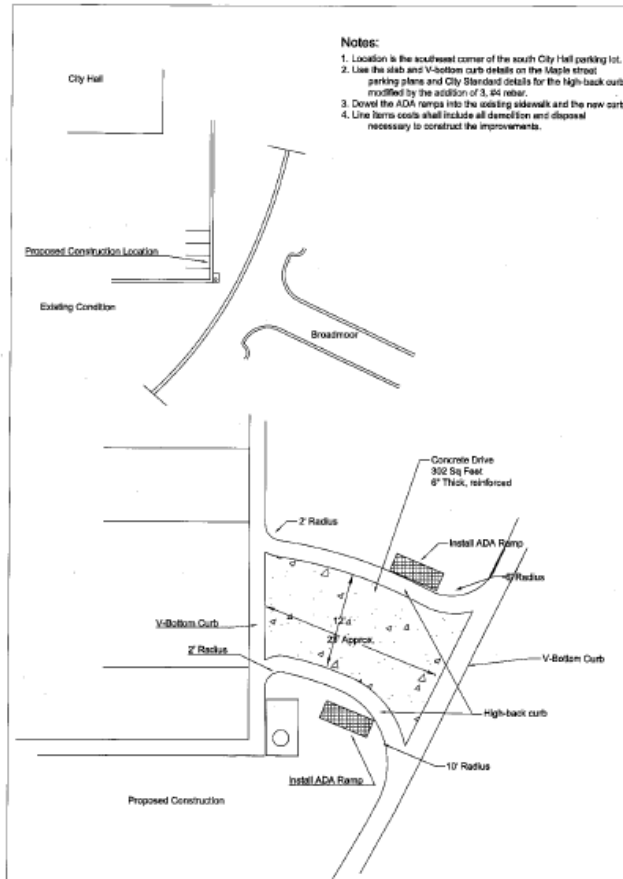 Notes:
1. Location is the southeast corner of the south City Hall parking lot.
2. Use the slab and V-bottom curb details on the Maple street
parking plans and City Standard details for the high-back curb
modified by the addition of 3, #4 rebar.
3. Dowel the ADA ramps into the existing sidewalk and the new curb
4. Line items costs shall include all demolition and disposal
necessary to construct the improvements.
City Hall
Proposed Construction Location
Existing Condition
Broadmoor
Concrete Drive
302 Sq Feet
6" Thick, reinforced
2' Radius
Install ADA Ramp
Radius
12'
Approx.
V-Bottom Curb
2' Radius
V-Bottom Curb
High-back curb
10' Radius
Install ADA Ramp
Proposed Construction